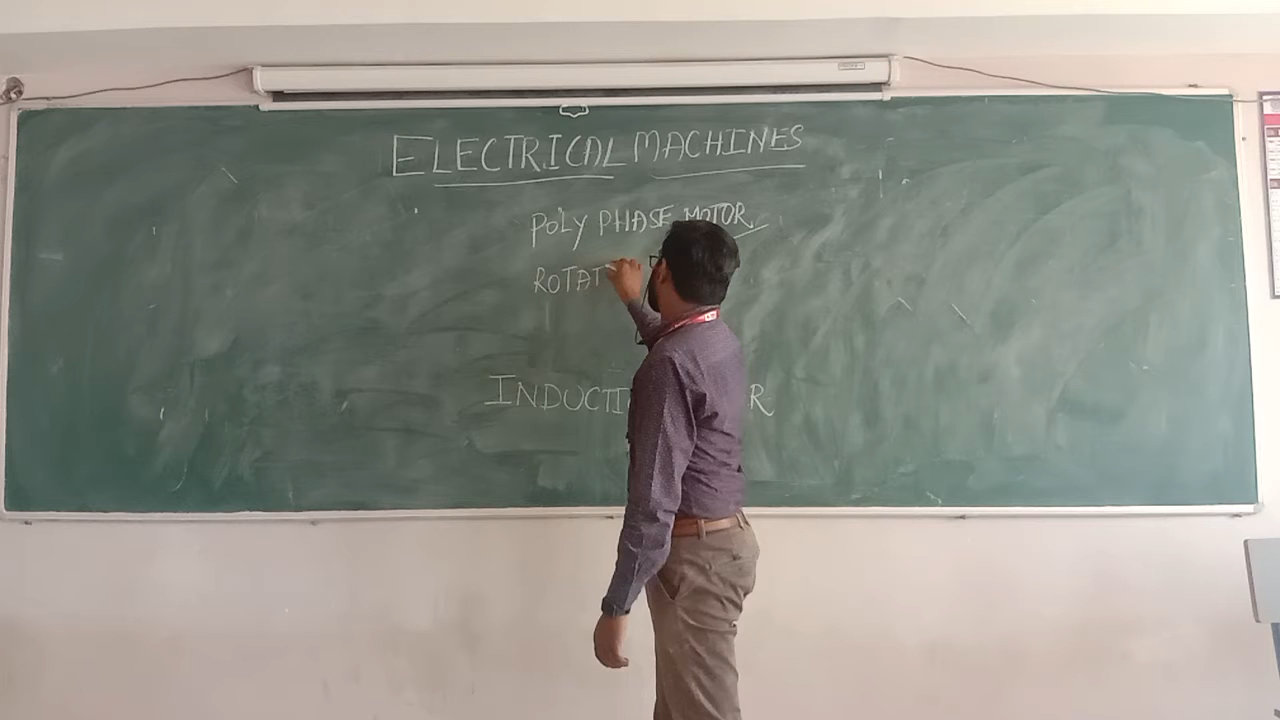 ELECTRICAL MACHINES
POLY PHASE MOTOR
ROTAT
INDUCTI R